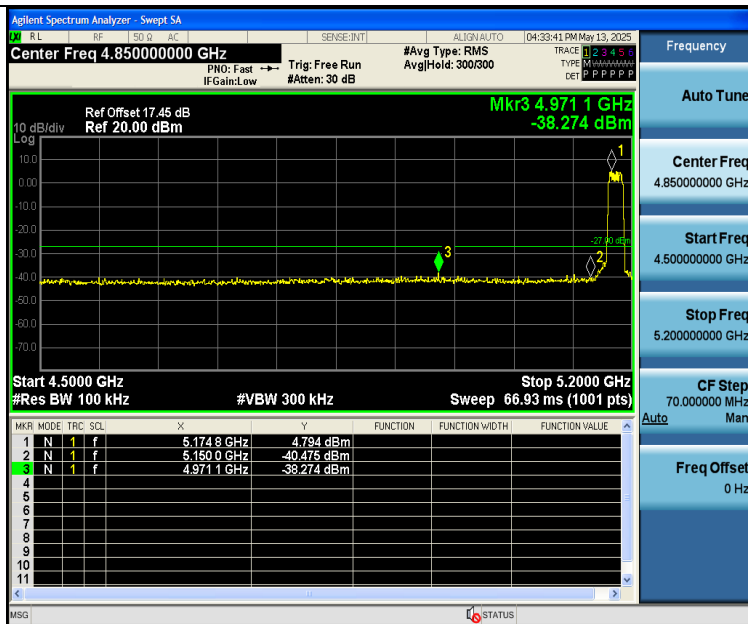 Agilent Spectrum Analyzer - Swept SA
LXI RL RF 50 Ω AC SENSE:INT ALIGN AUTO 04:33:41 PM May 13, 2025
Center Freq 4.850000000 GHz
PNO: Fast
IFGain:Low
Trig: Free Run
#Atten: 30 dB
#Avg Type: RMS
Avg|Hold: 300/300
TRACE 1 2 3 4 5 6
TYPE M
DET P P P P P P
Ref Offset 17.45 dB
10 dB/div Ref 20.00 dBm
Log
Mkr3 4.971 1 GHz
-38.274 dBm
10.0
0.00
-10.0
-20.0
-30.0
-40.0
-50.0
-60.0
-70.0
1
2
3
-27.00 dBm
Start 4.5000 GHz Stop 5.2000 GHz
#Res BW 100 kHz #VBW 300 kHz Sweep 66.93 ms (1001 pts)
MKR MODE TRC SCL X Y FUNCTION FUNCTION WIDTH FUNCTION VALUE
1 N 1 f 5.174 8 GHz 4.794 dBm
2 N 1 f 5.150 0 GHz -40.475 dBm
3 N 1 f 4.971 1 GHz -38.274 dBm
4
5
6
7
8
9
10
11
MSG STATUS
Frequency
Auto Tune
Center Freq
4.850000000 GHz
Start Freq
4.500000000 GHz
Stop Freq
5.200000000 GHz
CF Step
70.000000 MHz
Auto Man
Freq Offset
0 Hz